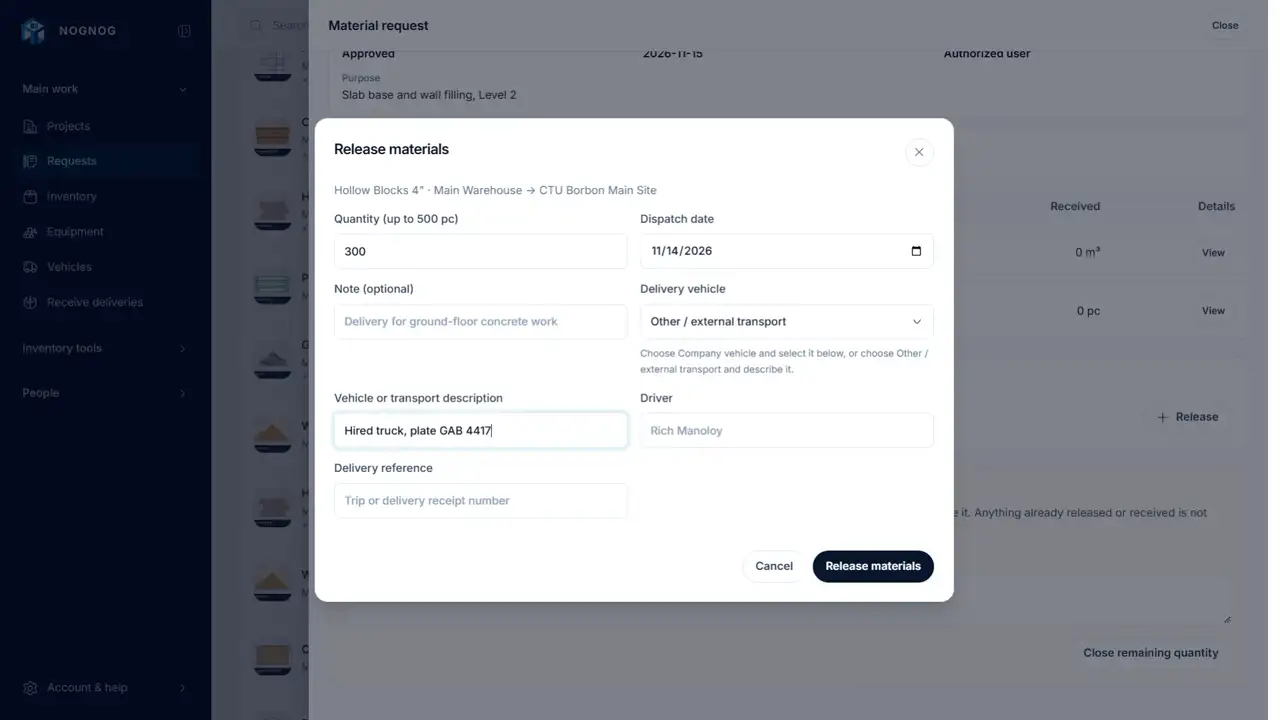 NOGNOG
Main work
Projects
Requests
Inventory
Equipment
Vehicles
Receive deliveries
Inventory tools
People
Account & help
Material request
Close
Approved
2026-11-15
Authorized user
Purpose
Slab base and wall filling, Level 2
Release materials
Hollow Blocks 4" · Main Warehouse → CTU Borbon Main Site
Quantity (up to 500 pc)
300
Dispatch date
11/14/2026
Note (optional)
Delivery for ground-floor concrete work
Delivery vehicle
Other / external transport
Choose Company vehicle and select it below, or choose Other /
external transport and describe it.
Vehicle or transport description
Hired truck, plate GAB 4417
Driver
Rich Manoloy
Delivery reference
Trip or delivery receipt number
Cancel
Release materials
Received
Details
0 m³
View
0 pc
View
+ Release
it. Anything already released or received is not
Close remaining quantity